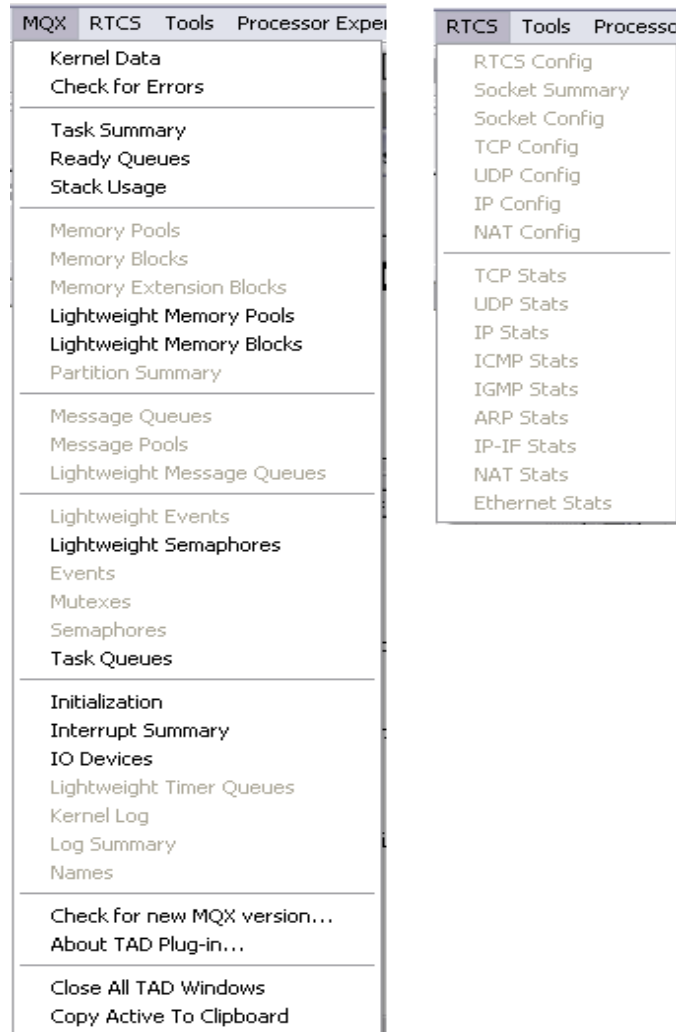 MQX RTCS Tools Processor Exper
Kernel Data
Check for Errors
Task Summary
Ready Queues
Stack Usage
Memory Pools
Memory Blocks
Memory Extension Blocks
Lightweight Memory Pools
Lightweight Memory Blocks
Partition Summary
Message Queues
Message Pools
Lightweight Message Queues
Lightweight Events
Lightweight Semaphores
Events
Mutexes
Semaphores
Task Queues
Initialization
Interrupt Summary
IO Devices
Lightweight Timer Queues
Kernel Log
Log Summary
Names
Check for new MQX version...
About TAD Plug-in...
Close All TAD Windows
Copy Active To Clipboard
RTCS Tools Processo
RTCS Config
Socket Summary
Socket Config
TCP Config
UDP Config
IP Config
NAT Config
TCP Stats
UDP Stats
IP Stats
ICMP Stats
IGMP Stats
ARP Stats
IP-IF Stats
NAT Stats
Ethernet Stats